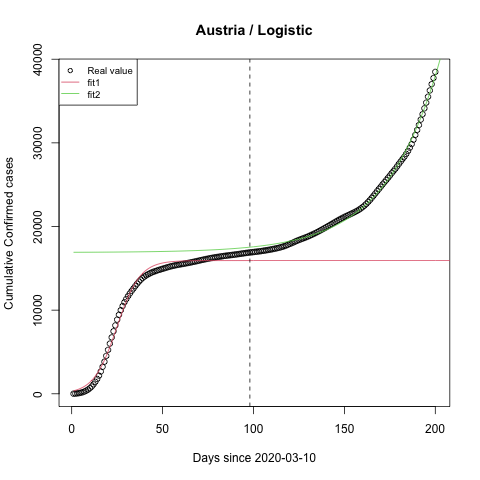 Austria / Logistic
Real value
fit1
fit2
Cumulative Confirmed cases
40000
30000
20000
10000
0
0 50 100 150 200
Days since 2020-03-10